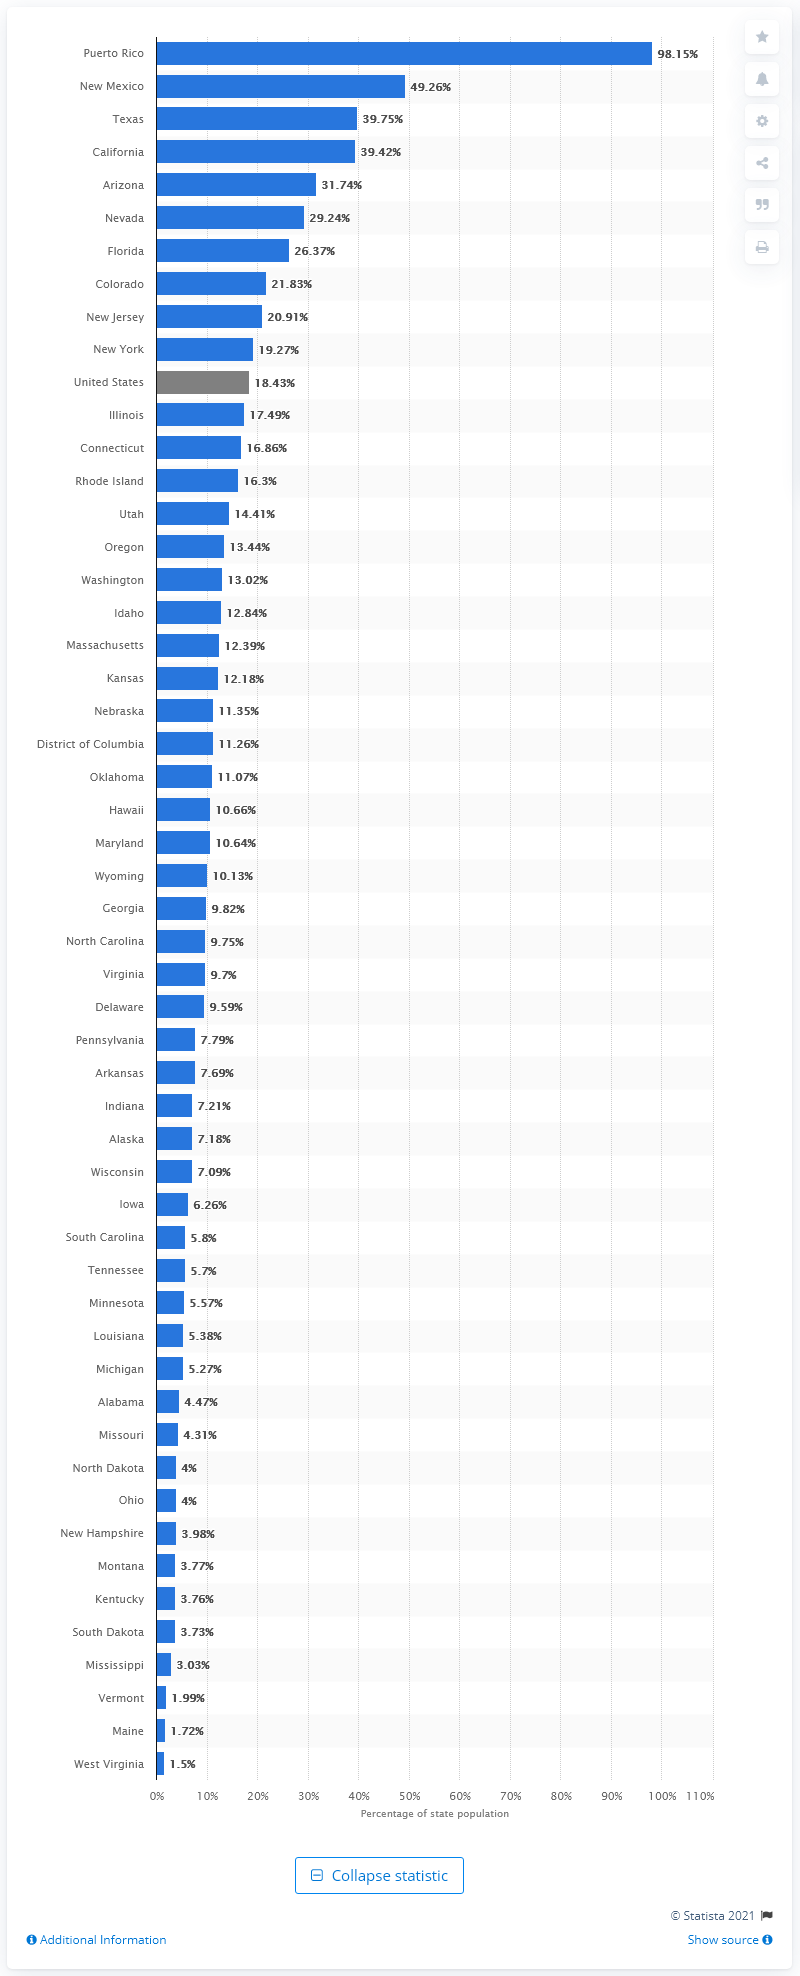 Puerto Rico 98.15%
New Mexico 49.26%
Texas 39.75%
California 39.42%
Arizona 31.74%
Nevada 29.24%
Florida 26.37%
Colorado 21.83%
New Jersey 20.91%
New York 19.27%
United States 18.43%
Illinois 17.49%
Connecticut 16.86%
Rhode Island 16.3%
Utah 14.41%
Oregon 13.44%
Washington 13.02%
Idaho 12.84%
Massachusetts 12.39%
Kansas 12.18%
Nebraska 11.35%
District of Columbia 11.26%
Oklahoma 11.07%
Hawaii 10.66%
Maryland 10.64%
Wyoming 10.13%
Georgia 9.82%
North Carolina 9.75%
Virginia 9.7%
Delaware 9.59%
Pennsylvania 7.79%
Arkansas 7.69%
Indiana 7.21%
Alaska 7.18%
Wisconsin 7.09%
Iowa 6.26%
South Carolina 5.8%
Tennessee 5.7%
Minnesota 5.57%
Louisiana 5.38%
Michigan 5.27%
Alabama 4.47%
Missouri 4.31%
North Dakota 4%
Ohio 4%
New Hampshire 3.98%
Montana 3.77%
Kentucky 3.76%
South Dakota 3.73%
Mississippi 3.03%
Vermont 1.99%
Maine 1.72%
West Virginia 1.5%
0% 10% 20% 30% 40% 50% 60% 70% 80% 90% 100% 110%
Percentage of state population
Collapse statistic
© Statista 2021
Additional Information Show source